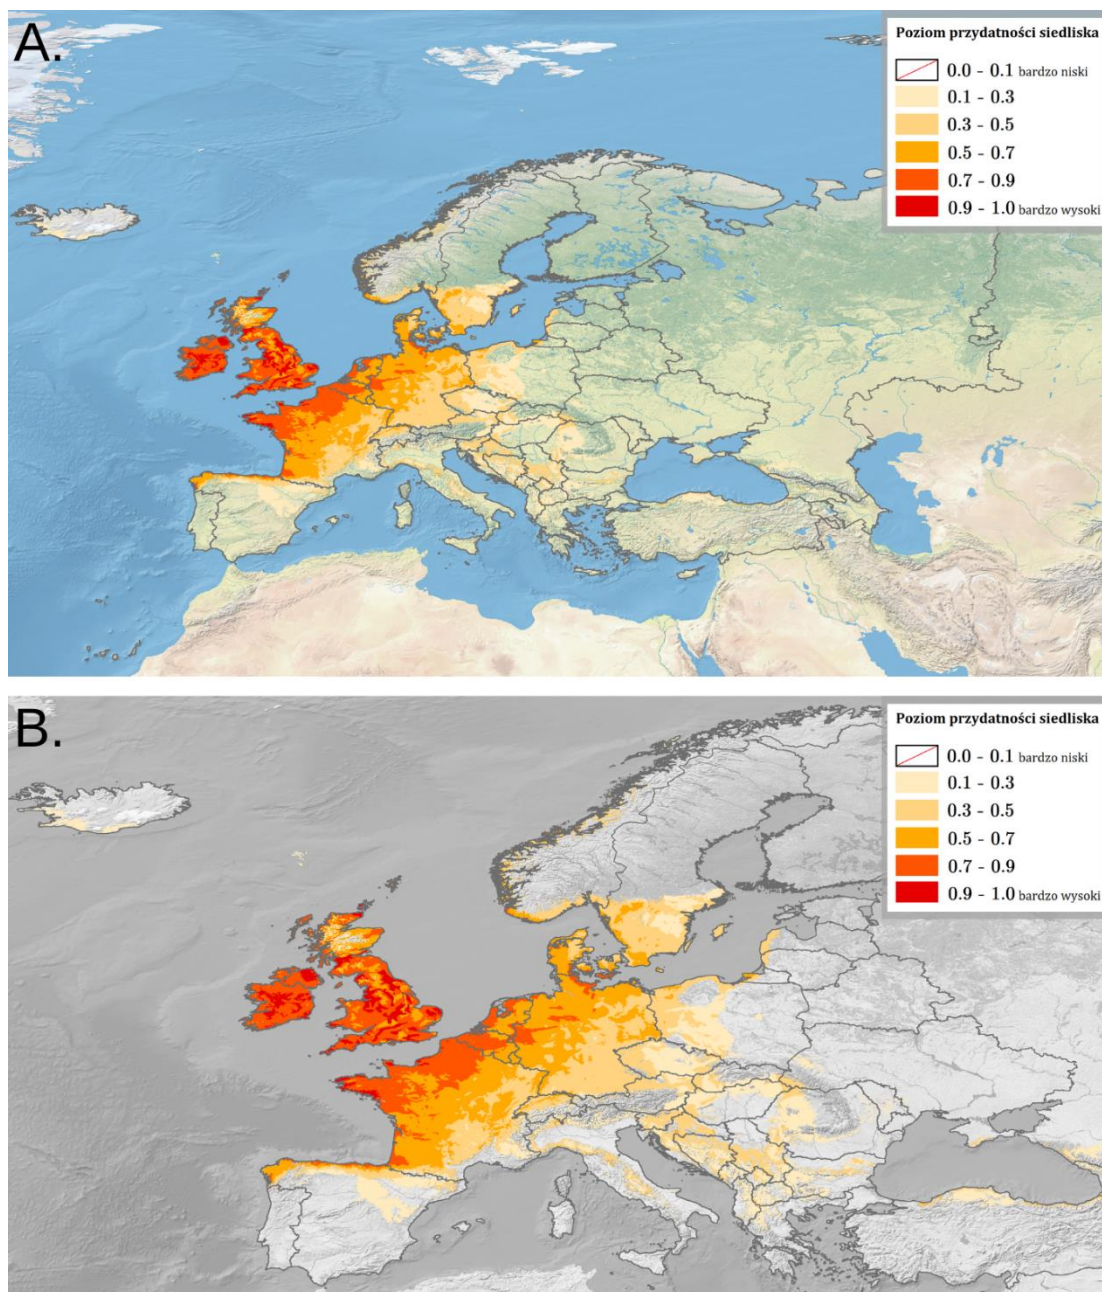 A.
Poziom przydatności siedliska
0.0 - 0.1 bardzo niski
0.1 - 0.3
0.3 - 0.5
0.5 - 0.7
0.7 - 0.9
0.9 - 1.0 bardzo wysoki
B.
Poziom przydatności siedliska
0.0 - 0.1 bardzo niski
0.1 - 0.3
0.3 - 0.5
0.5 - 0.7
0.7 - 0.9
0.9 - 1.0 bardzo wysoki